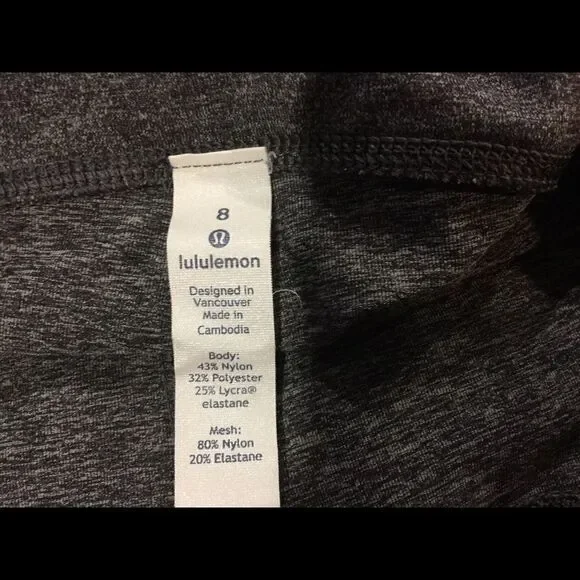 8
lululemon
Designed in
Vancouver
Made in
Cambodia
Body:
43% Nylon
32% Polyester
25% Lycra®
elastane
Mesh:
80% Nylon
20% Elastane